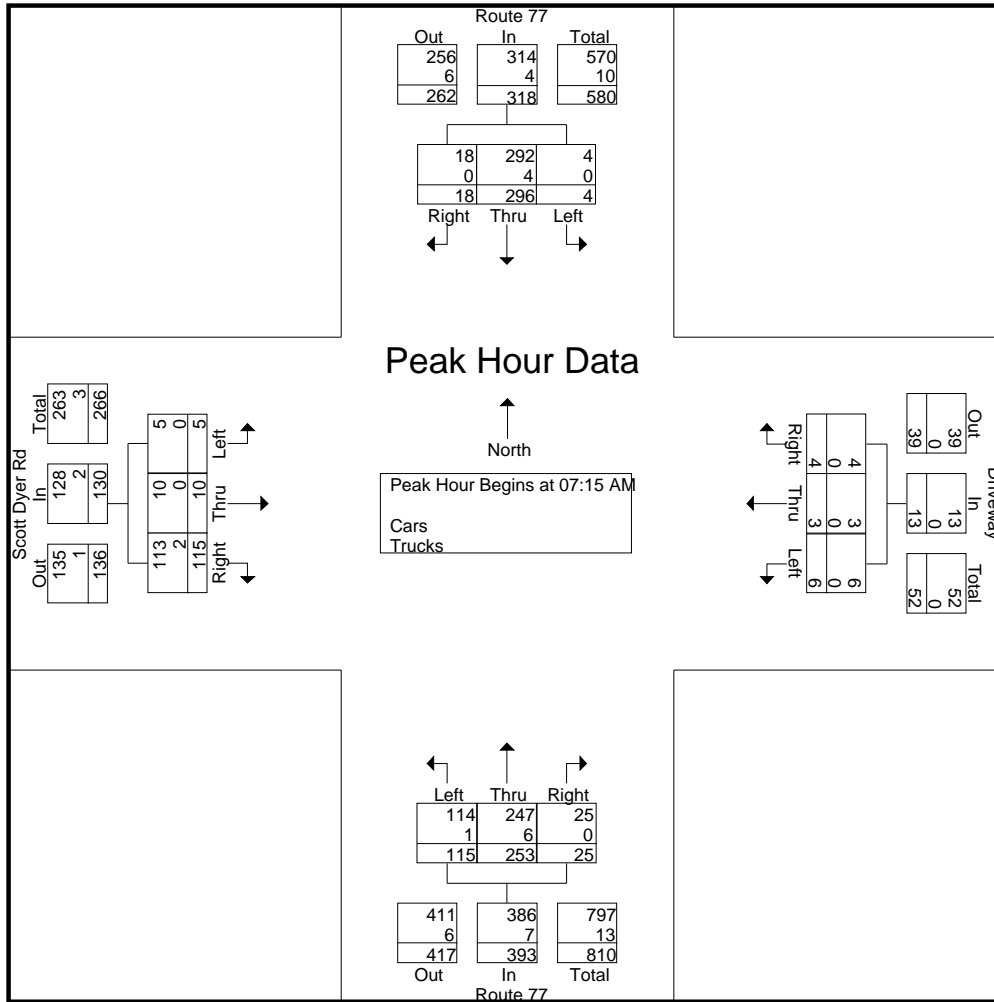 Route 77
Out In Total
256 314 570
6 4 10
262 318 580
18 292 4
0 4 0
18 296 4
Right Thru Left
Peak Hour Data
North
Peak Hour Begins at 07:15 AM
Cars
Trucks
Scott Dyer Rd
Total In Out
263 128 135
3 2 1
266 130 136
5 10 113
0 0 2
5 10 115
Left Thru Right
Driveway
Out In Total
39 13 52
0 0 0
39 13 52
Right Thru Left
4 3 6
0 0 0
4 3 6
Left Thru Right
114 247 25
1 6 0
115 253 25
411 386 797
6 7 13
417 393 810
Out In Total
Route 77